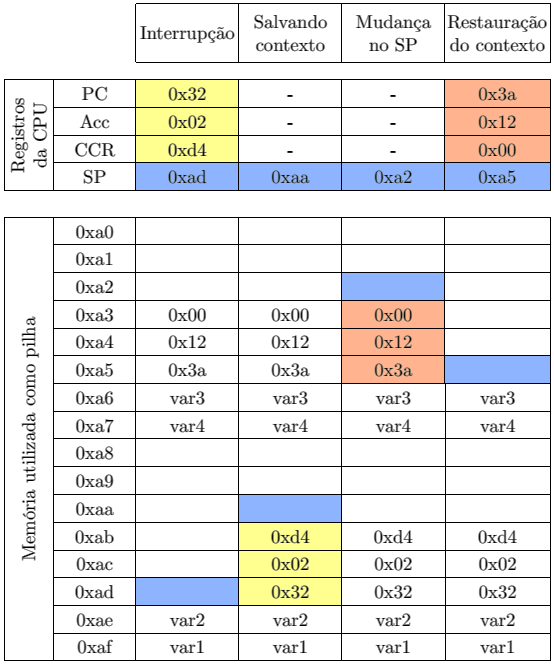 Interrupção Salvando contexto Mudança no SP Restauração do contexto
Registros da CPU
PC 0x32 - - 0x3a
Acc 0x02 - - 0x12
CCR 0xd4 - - 0x00
SP 0xad 0xaa 0xa2 0xa5
Memória utilizada como pilha
0xa0
0xa1
0xa2
0xa3 0x00 0x00 0x00
0xa4 0x12 0x12 0x12
0xa5 0x3a 0x3a 0x3a
0xa6 var3 var3 var3 var3
0xa7 var4 var4 var4 var4
0xa8
0xa9
0xaa
0xab 0xd4 0xd4 0xd4
0xac 0x02 0x02 0x02
0xad 0x32 0x32 0x32
0xae var2 var2 var2 var2
0xaf var1 var1 var1 var1